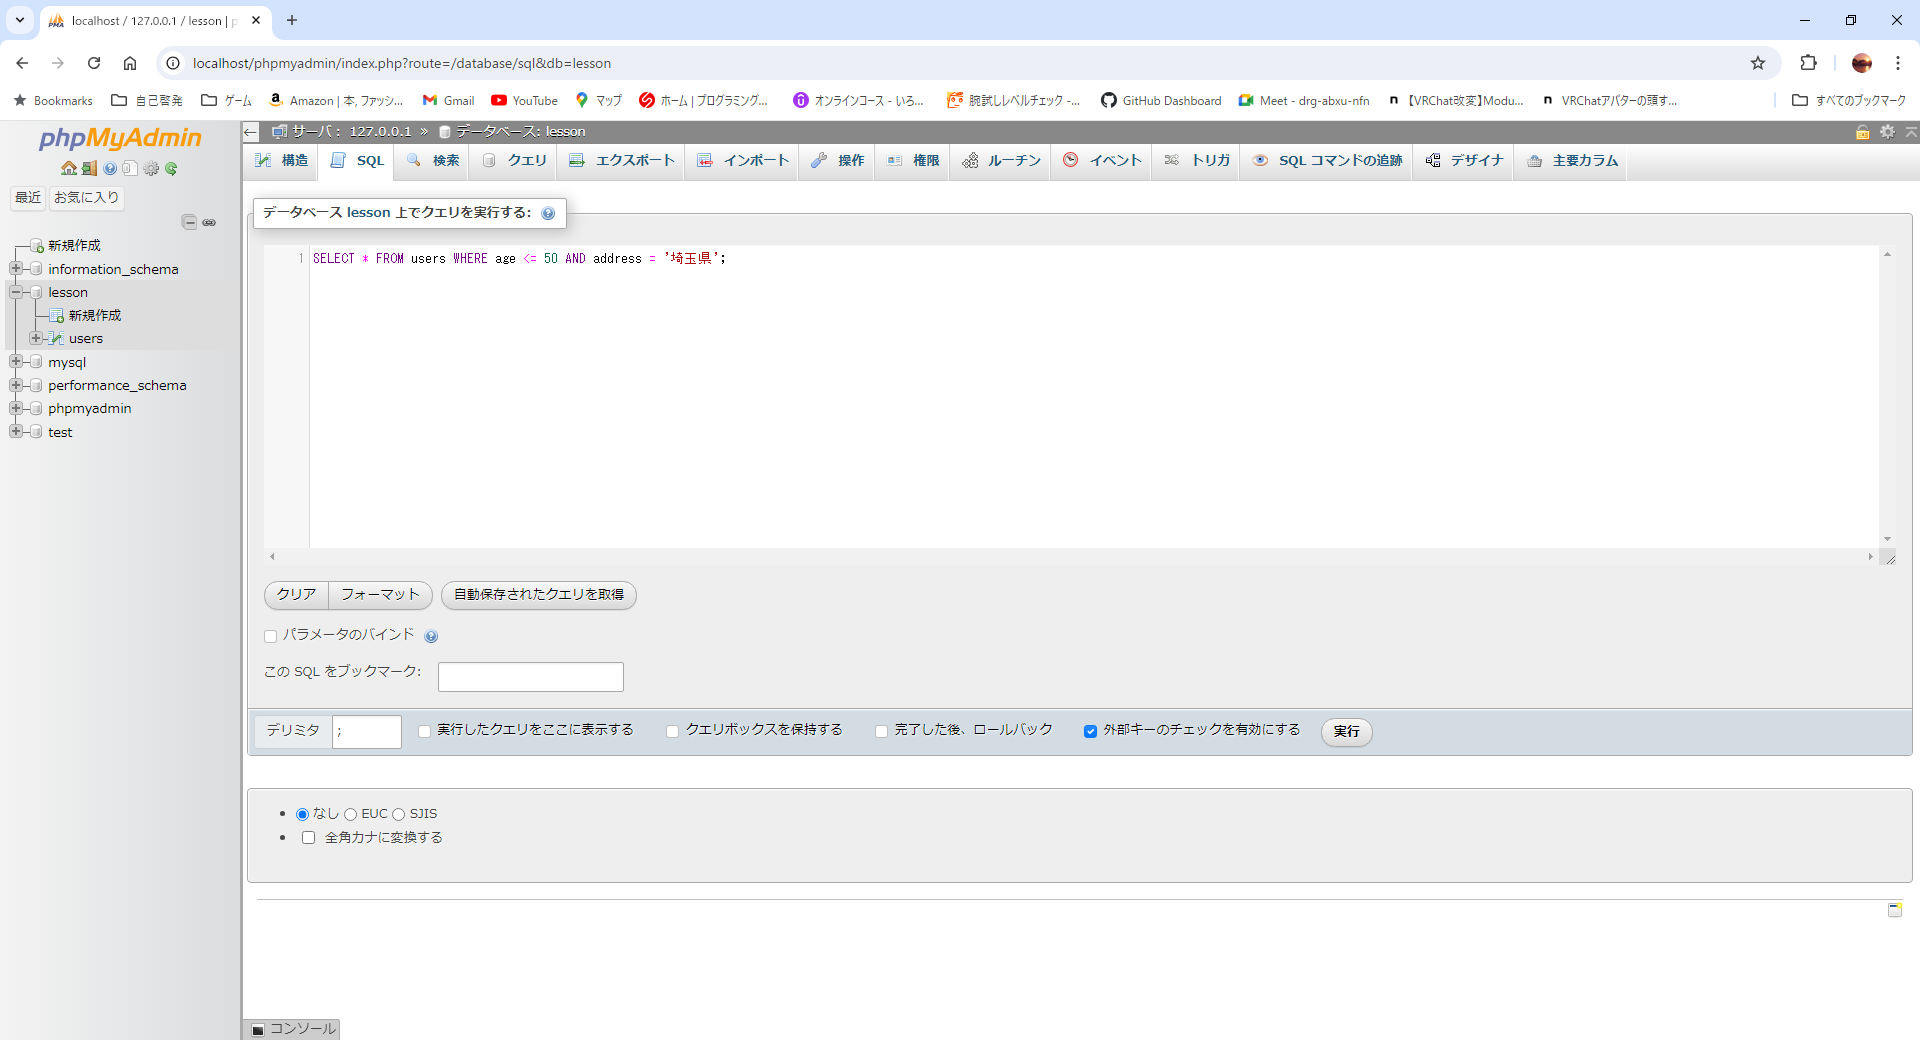 localhost / 127.0.0.1 / lesson | p
localhost/phpmyadmin/index.php?route=/database/sql&db=lesson
Bookmarks 自己啓発 ゲーム Amazon | 本, ファッシ... Gmail YouTube マップ ホーム | プログラミング... オンラインコース - いろ... 腕試しレベルチェック -... GitHub Dashboard Meet - drg-abxu-nfn 【VRChat改変】Modu... VRChatアバターの頭す... すべてのブックマーク
phpMyAdmin
最近 お気に入り
新規作成
information_schema
lesson
新規作成
users
mysql
performance_schema
phpmyadmin
test
サーバ: 127.0.0.1 » データベース: lesson
構造 SQL 検索 クエリ エクスポート インポート 操作 権限 ルーチン イベント トリガ SQL コマンドの追跡 デザイナ 主要カラム
データベース lesson 上でクエリを実行する:
1 SELECT * FROM users WHERE age <= 50 AND address = '埼玉県';
クリア フォーマット 自動保存されたクエリを取得
パラメータのバインド
この SQL をブックマーク:
デリミタ ; 実行したクエリをここに表示する クエリボックスを保持する 完了した後、ロールバック 外部キーのチェックを有効にする 実行
なし EUC SJIS
全角カナに変換する
コンソール